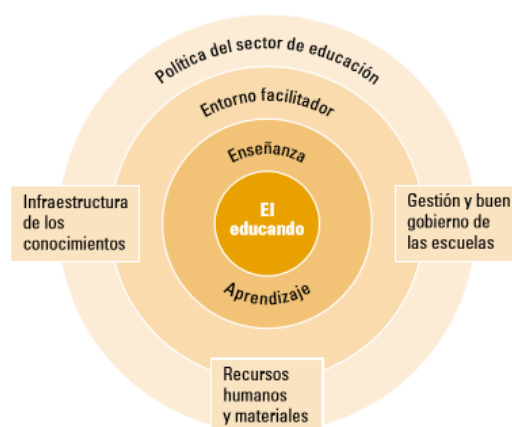 Política del sector de educación
Entorno facilitador
Enseñanza
El
educando
Infraestructura
de los
conocimientos
Gestión y buen
gobierno de
las escuelas
Aprendizaje
Recursos
humanos
y materiales